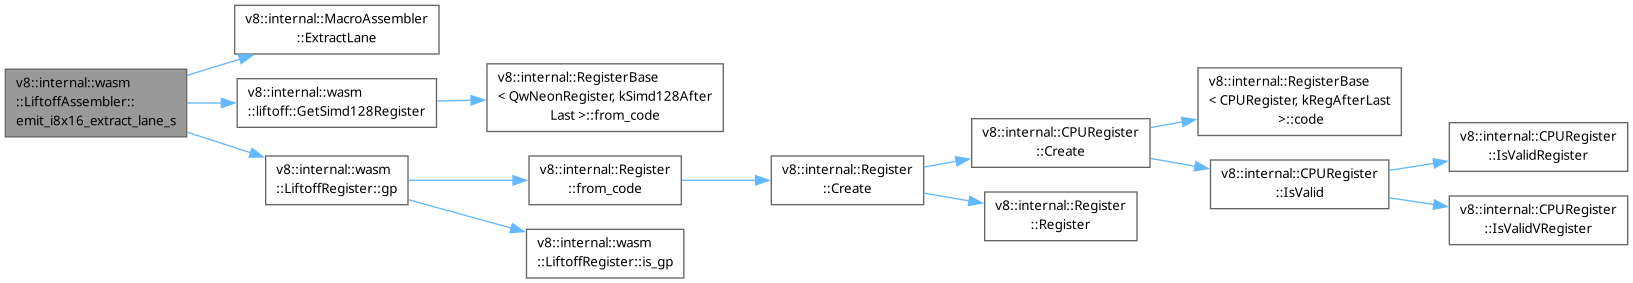 v8::internal::wasm
::LiftoffAssembler::
emit_i8x16_extract_lane_s
v8::internal::MacroAssembler
::ExtractLane
v8::internal::wasm
::liftoff::GetSimd128Register
v8::internal::RegisterBase
< QwNeonRegister, kSimd128After
Last >::from_code
v8::internal::wasm
::LiftoffRegister::gp
v8::internal::Register
::from_code
v8::internal::wasm
::LiftoffRegister::is_gp
v8::internal::Register
::Create
v8::internal::CPURegister
::Create
v8::internal::Register
::Register
v8::internal::RegisterBase
< CPURegister, kRegAfterLast
>::code
v8::internal::CPURegister
::IsValid
v8::internal::CPURegister
::IsValidRegister
v8::internal::CPURegister
::IsValidVRegister